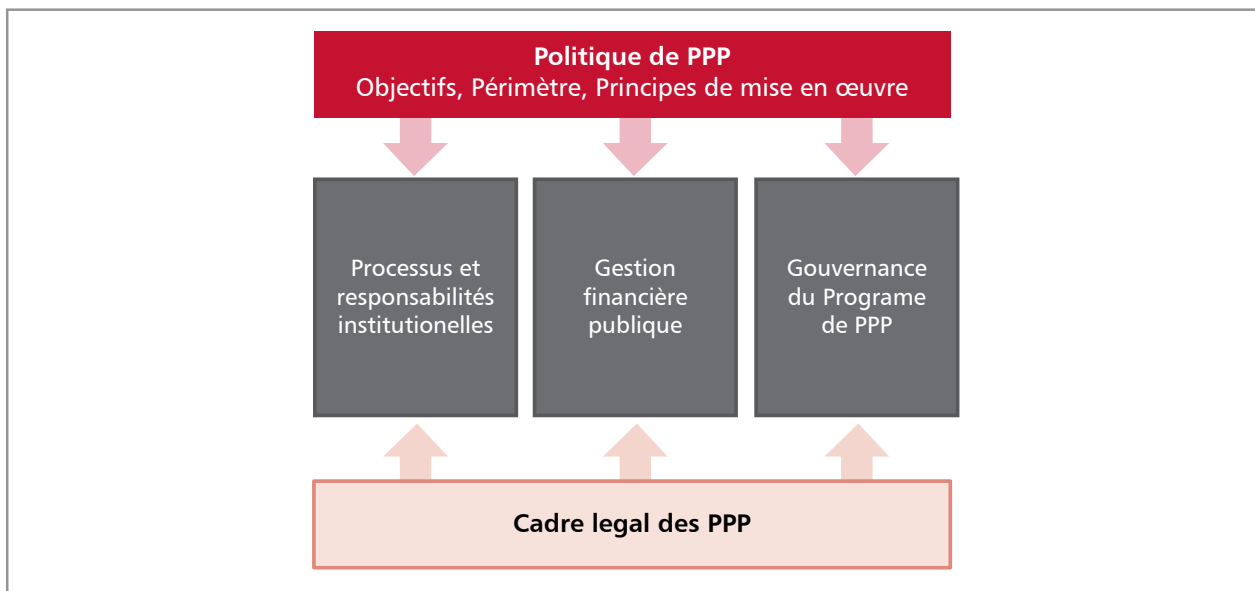 Politique de PPP
Objectifs, Périmètre, Principes de mise en œuvre
Processus et
responsabilités
institutionelles
Gestion
financière
publique
Gouvernance
du Programe
de PPP
Cadre legal des PPP